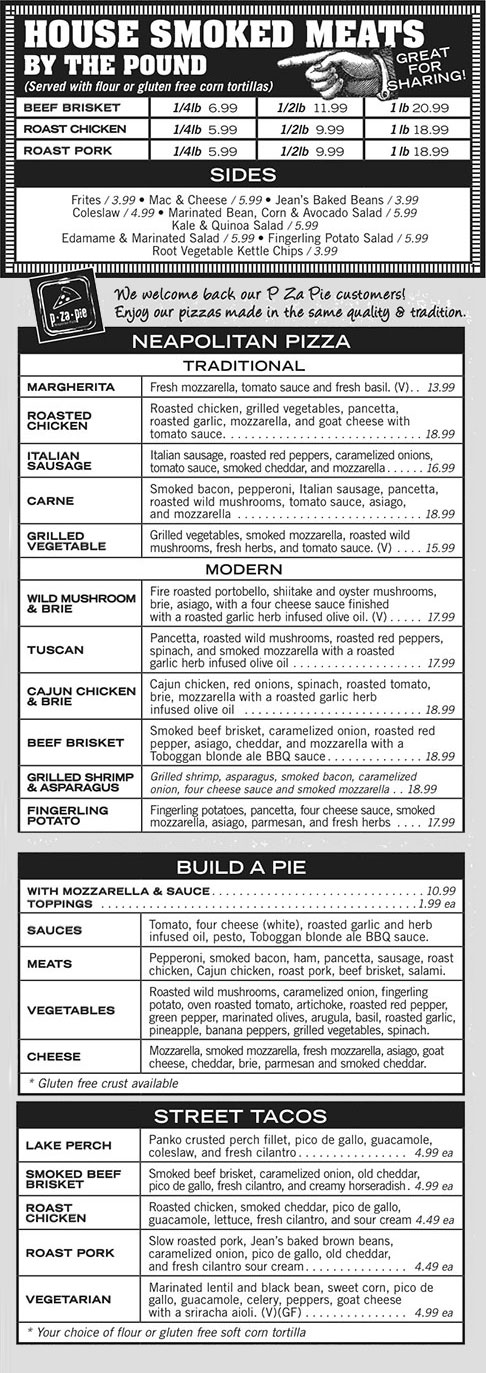 HOUSE SMOKED MEATS
BY THE POUND
(Served with flour or gluten free corn tortillas)
GREAT
FOR
SHARING!
BEEF BRISKET 1/4lb 6.99 1/2lb 11.99 1 lb 20.99
ROAST CHICKEN 1/4lb 5.99 1/2lb 9.99 1 lb 18.99
ROAST PORK 1/4lb 5.99 1/2lb 9.99 1 lb 18.99
SIDES
Frites / 3.99 • Mac & Cheese / 5.99 • Jean's Baked Beans / 3.99
Coleslaw / 4.99 • Marinated Bean, Corn & Avocado Salad / 5.99
Kale & Quinoa Salad / 5.99
Edamame & Marinated Salad / 5.99 • Fingerling Potato Salad / 5.99
Root Vegetable Kettle Chips / 3.99
p·za·pie
We welcome back our P Za Pie customers!
Enjoy our pizzas made in the same quality & tradition.
NEAPOLITAN PIZZA
TRADITIONAL
MARGHERITA Fresh mozzarella, tomato sauce and fresh basil. (V). . 13.99
ROASTED
CHICKEN
Roasted chicken, grilled vegetables, pancetta,
roasted garlic, mozzarella, and goat cheese with
tomato sauce. . . . . . . . . . . . . . . . . . . . . . . . . . . 18.99
ITALIAN
SAUSAGE
Italian sausage, roasted red peppers, caramelized onions,
tomato sauce, smoked cheddar, and mozzarella . . . . . . 16.99
CARNE
Smoked bacon, pepperoni, Italian sausage, pancetta,
roasted wild mushrooms, tomato sauce, asiago,
and mozzarella . . . . . . . . . . . . . . . . . . . . . . . . . 18.99
GRILLED
VEGETABLE
Grilled vegetables, smoked mozzarella, roasted wild
mushrooms, fresh herbs, and tomato sauce. (V) . . . . 15.99
MODERN
WILD MUSHROOM
& BRIE
Fire roasted portobello, shiitake and oyster mushrooms,
brie, asiago, with a four cheese sauce finished
with a roasted garlic herb infused olive oil. (V) . . . . . 17.99
TUSCAN
Pancetta, roasted wild mushrooms, roasted red peppers,
spinach, and smoked mozzarella with a roasted
garlic herb infused olive oil . . . . . . . . . . . . . . . . . . 17.99
CAJUN CHICKEN
& BRIE
Cajun chicken, red onions, spinach, roasted tomato,
brie, mozzarella with a roasted garlic herb
infused olive oil . . . . . . . . . . . . . . . . . . . . . . . . 18.99
BEEF BRISKET
Smoked beef brisket, caramelized onion, roasted red
pepper, asiago, cheddar, and mozzarella with a
Toboggan blonde ale BBQ sauce . . . . . . . . . . . . . . 18.99
GRILLED SHRIMP
& ASPARAGUS
Grilled shrimp, asparagus, smoked bacon, caramelized
onion, four cheese sauce and smoked mozzarella . . 18.99
FINGERLING
POTATO
Fingerling potatoes, pancetta, four cheese sauce, smoked
mozzarella, asiago, parmesan, and fresh herbs . . . . 17.99
BUILD A PIE
WITH MOZZARELLA & SAUCE . . . . . . . . . . . . . . . . . . . . . . . . . . . . . . 10.99
TOPPINGS . . . . . . . . . . . . . . . . . . . . . . . . . . . . . . . . . . . . . . . . . . . . 1.99 ea
SAUCES
Tomato, four cheese (white), roasted garlic and herb
infused oil, pesto, Toboggan blonde ale BBQ sauce.
MEATS
Pepperoni, smoked bacon, ham, pancetta, sausage, roast
chicken, Cajun chicken, roast pork, beef brisket, salami.
VEGETABLES
Roasted wild mushrooms, caramelized onion, fingerling
potato, oven roasted tomato, artichoke, roasted red pepper,
green pepper, marinated olives, arugula, basil, roasted garlic,
pineapple, banana peppers, grilled vegetables, spinach.
CHEESE
Mozzarella, smoked mozzarella, fresh mozzarella, asiago, goat
cheese, cheddar, brie, parmesan and smoked cheddar.
* Gluten free crust available
STREET TACOS
LAKE PERCH
Panko crusted perch fillet, pico de gallo, guacamole,
coleslaw, and fresh cilantro . . . . . . . . . . . . . . . . 4.99 ea
SMOKED BEEF
BRISKET
Smoked beef brisket, caramelized onion, old cheddar,
pico de gallo, fresh cilantro, and creamy horseradish . 4.99 ea
ROAST
CHICKEN
Roasted chicken, smoked cheddar, pico de gallo,
guacamole, lettuce, fresh cilantro, and sour cream 4.49 ea
ROAST PORK
Slow roasted pork, Jean's baked brown beans,
caramelized onion, pico de gallo, old cheddar,
and fresh cilantro sour cream . . . . . . . . . . . . . . . 4.49 ea
VEGETARIAN
Marinated lentil and black bean, sweet corn, pico de
gallo, guacamole, celery, peppers, goat cheese
with a sriracha aioli. (V)(GF) . . . . . . . . . . . . . . . 4.99 ea
* Your choice of flour or gluten free soft corn tortilla